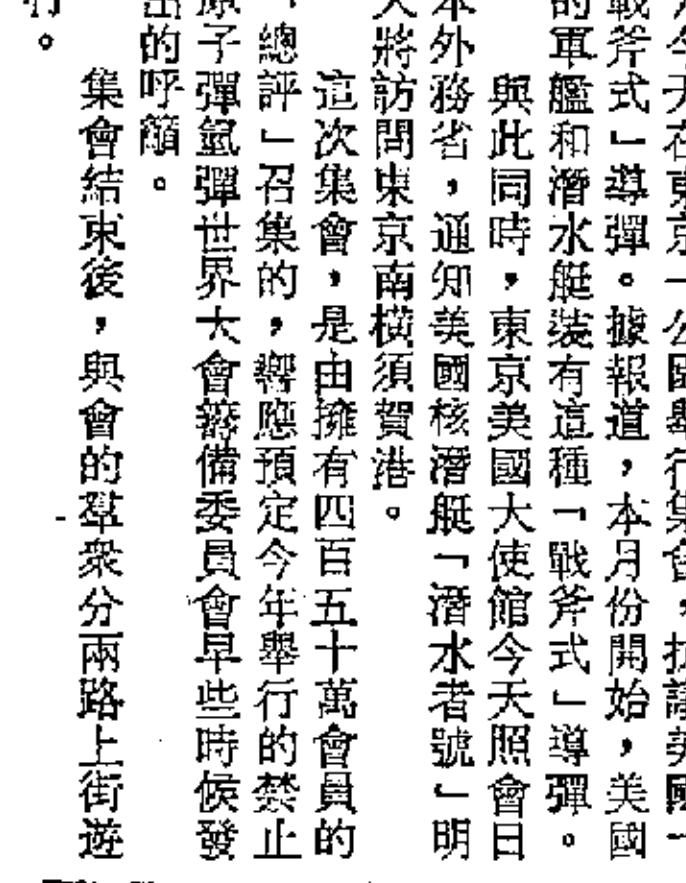 今天在東京一公園舉行集會，抗議美國
戰斧式」導彈。據報道，本月份開始，美國
的軍艦和潛水艇裝有這種「戰斧式」導彈。
與此同時，東京美國大使館今天照會日
本外務省，通知美國核潛艇「潛水者號」明
大將訪問東京南橫須賀港。
這次集會，是由擁有四百五十萬會員的
「總評」召集的，響應預定今年舉行的禁止
原子彈氫彈世界大會籌備委員會早些時候發
出的呼籲。
集會結束後，與會的羣衆分兩路上街遊
行。